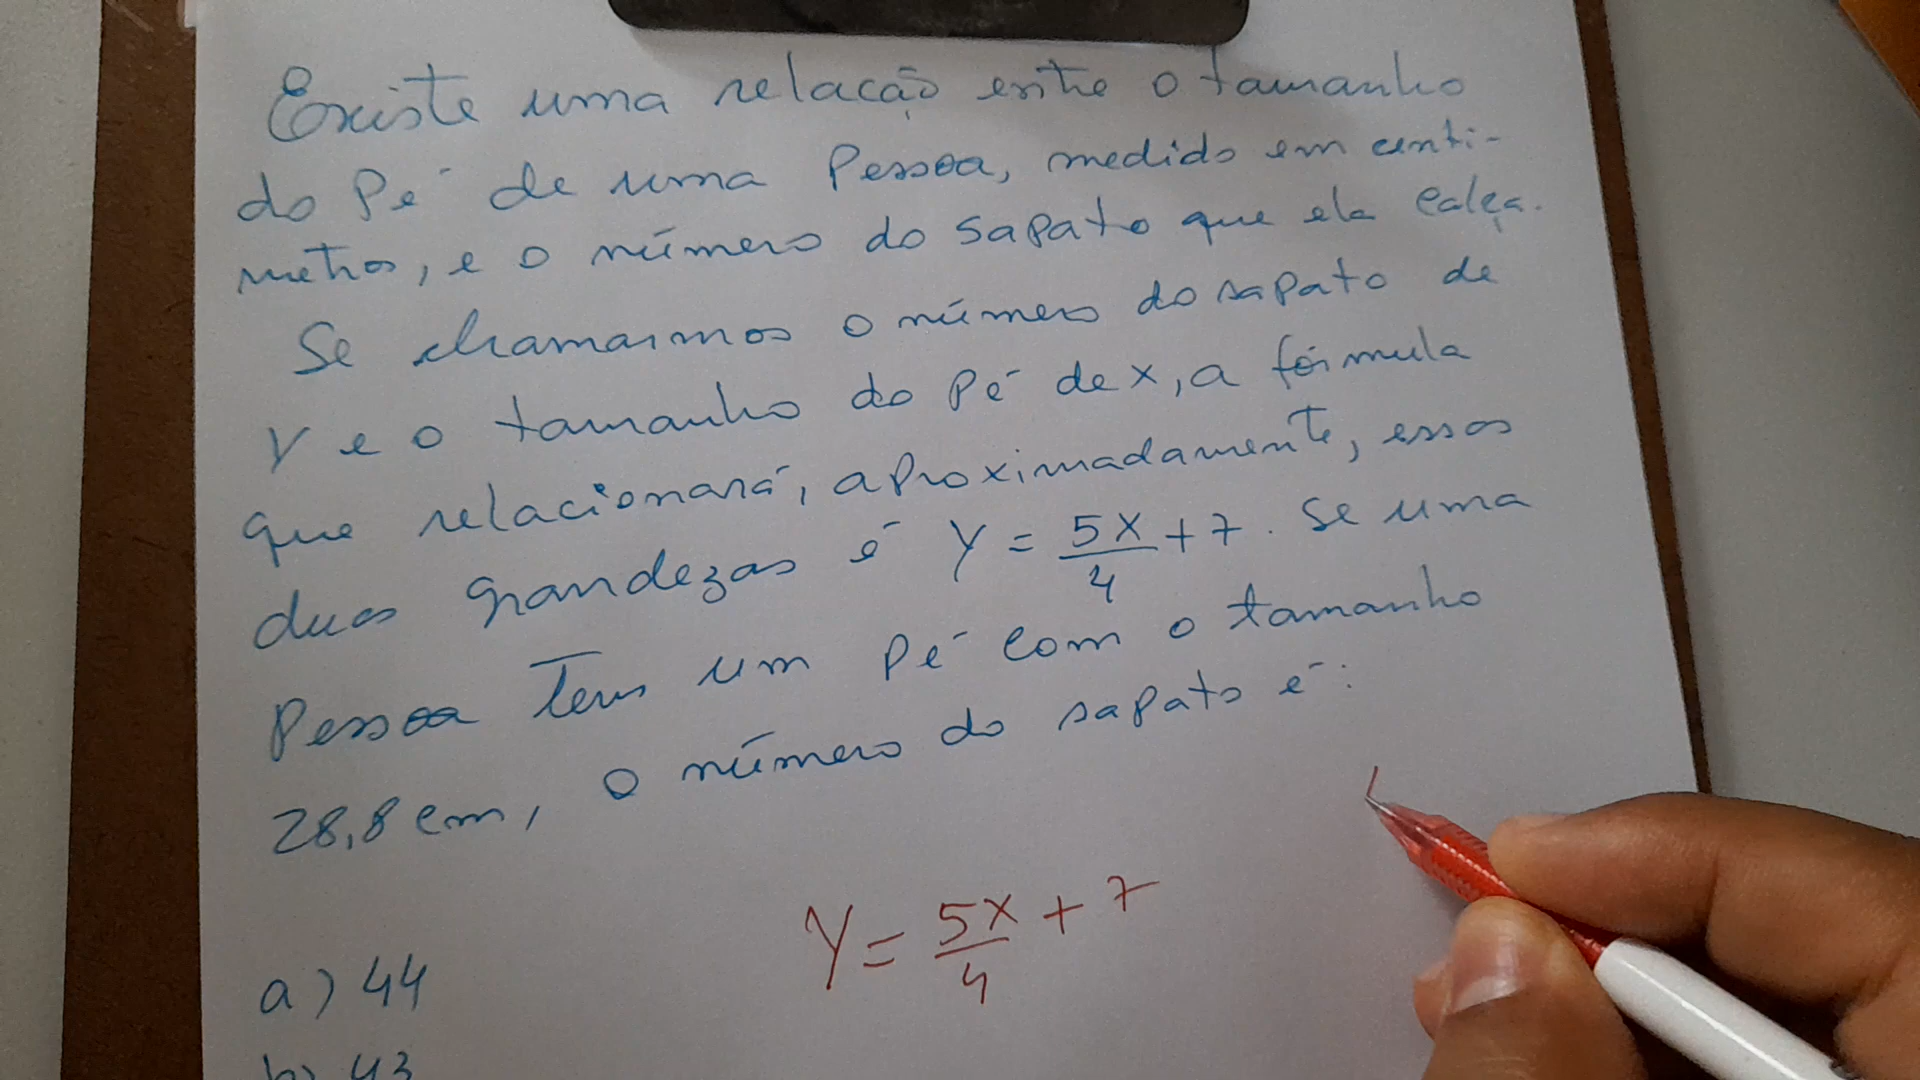 Existe uma relação entre o tamanho
do Pé de uma Pessoa, medido em centí-
metros, e o número do sapato que ela calça.
Se chamarmos o número do sapato de
Y e o tamanho do Pé de x, a fórmula
que relacionará, aproximadamente, essas
duas grandezas é Y = 5X/4 + 7. Se uma
Pessoa tem um pé com o tamanho
28,8 cm, o número do sapato é:
Y = 5X/4 + 7
a) 44
b) 43